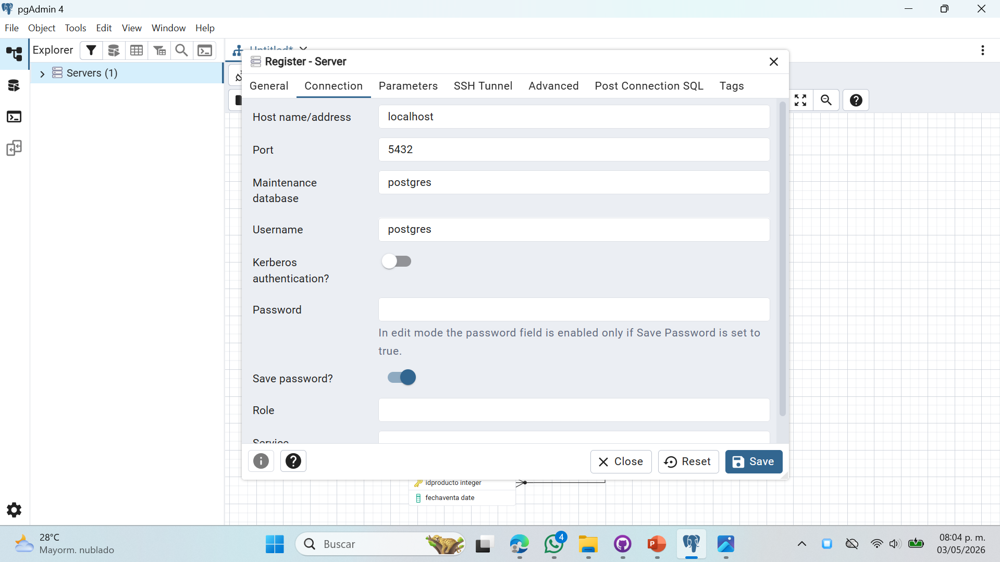 pgAdmin 4
File Object Tools Edit View Window Help
Explorer
Untitled*
Servers (1)
Register - Server
General Connection Parameters SSH Tunnel Advanced Post Connection SQL Tags
Host name/address localhost
Port 5432
Maintenance database postgres
Username postgres
Kerberos authentication?
Password
In edit mode the password field is enabled only if Save Password is set to
true.
Save password?
Role
Service
Close Reset Save
idproducto integer
fechaventa date
28°C
Mayorm. nublado
Buscar
4
08:04 p. m.
03/05/2026